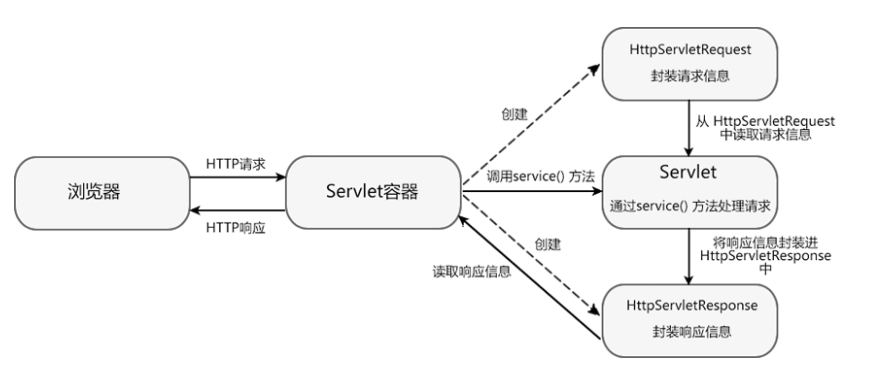 HttpServletRequest
封装请求信息
创建
从 HttpServletRequest
中读取请求信息
HTTP请求
浏览器
HTTP响应
Servlet容器
调用service() 方法
Servlet
通过service() 方法处理请求
创建
读取响应信息
将响应信息封装进
HttpServletResponse
中
HttpServletResponse
封装响应信息